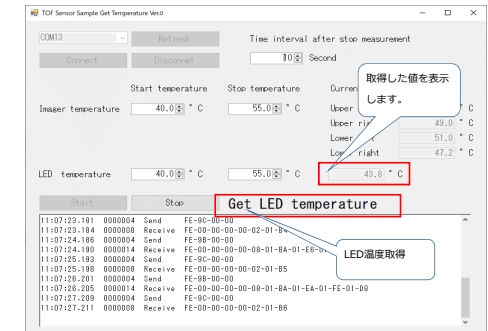 TOF Sensor Sample Get Temperature Ver.0
COM13 Refresh Time interval after stop measurement
Connect Disconnet 10 Second
取得した値を表示
します。
Start temperature Stop temperature Curren
Imager temperature 40.0 ° C 55.0 ° C Upper ° C
Upper right 49.0 ° C
Lower 51.0 ° C
Lower right 47.2 ° C
LED temperature 40.0 ° C 55.0 ° C 43.8 ° C
Start Stop Get LED temperature
11:07:23.181 0000004 Send FE-9C-00-00
11:07:23.184 0000008 Receive FE-00-00-00-00-02-01-B4
11:07:24.186 0000004 Send FE-9B-00-00
11:07:24.190 0000014 Receive FE-00-00-00-00-08-01-BA-01-E6-0
11:07:25.193 0000004 Send FE-9C-00-00
11:07:25.198 0000008 Receive FE-00-00-00-00-02-01-B5
11:07:26.201 0000004 Send FE-9B-00-00
11:07:26.205 0000014 Receive FE-00-00-00-00-08-01-BA-01-EA-01-FE-01-D8
11:07:27.209 0000004 Send FE-9C-00-00
11:07:27.211 0000008 Receive FE-00-00-00-00-02-01-B6
LED温度取得